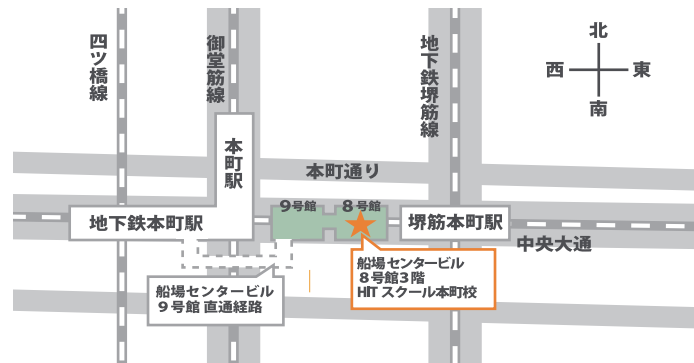 四ツ橋線
御堂筋線
地下鉄堺筋線
北
西 東
南
本町駅
本町通り
9号館
8号館
地下鉄本町駅
堺筋本町駅
中央大通
船場センタービル
8号館3階
HIT スクール本町校
船場センタービル
9号館 直通経路